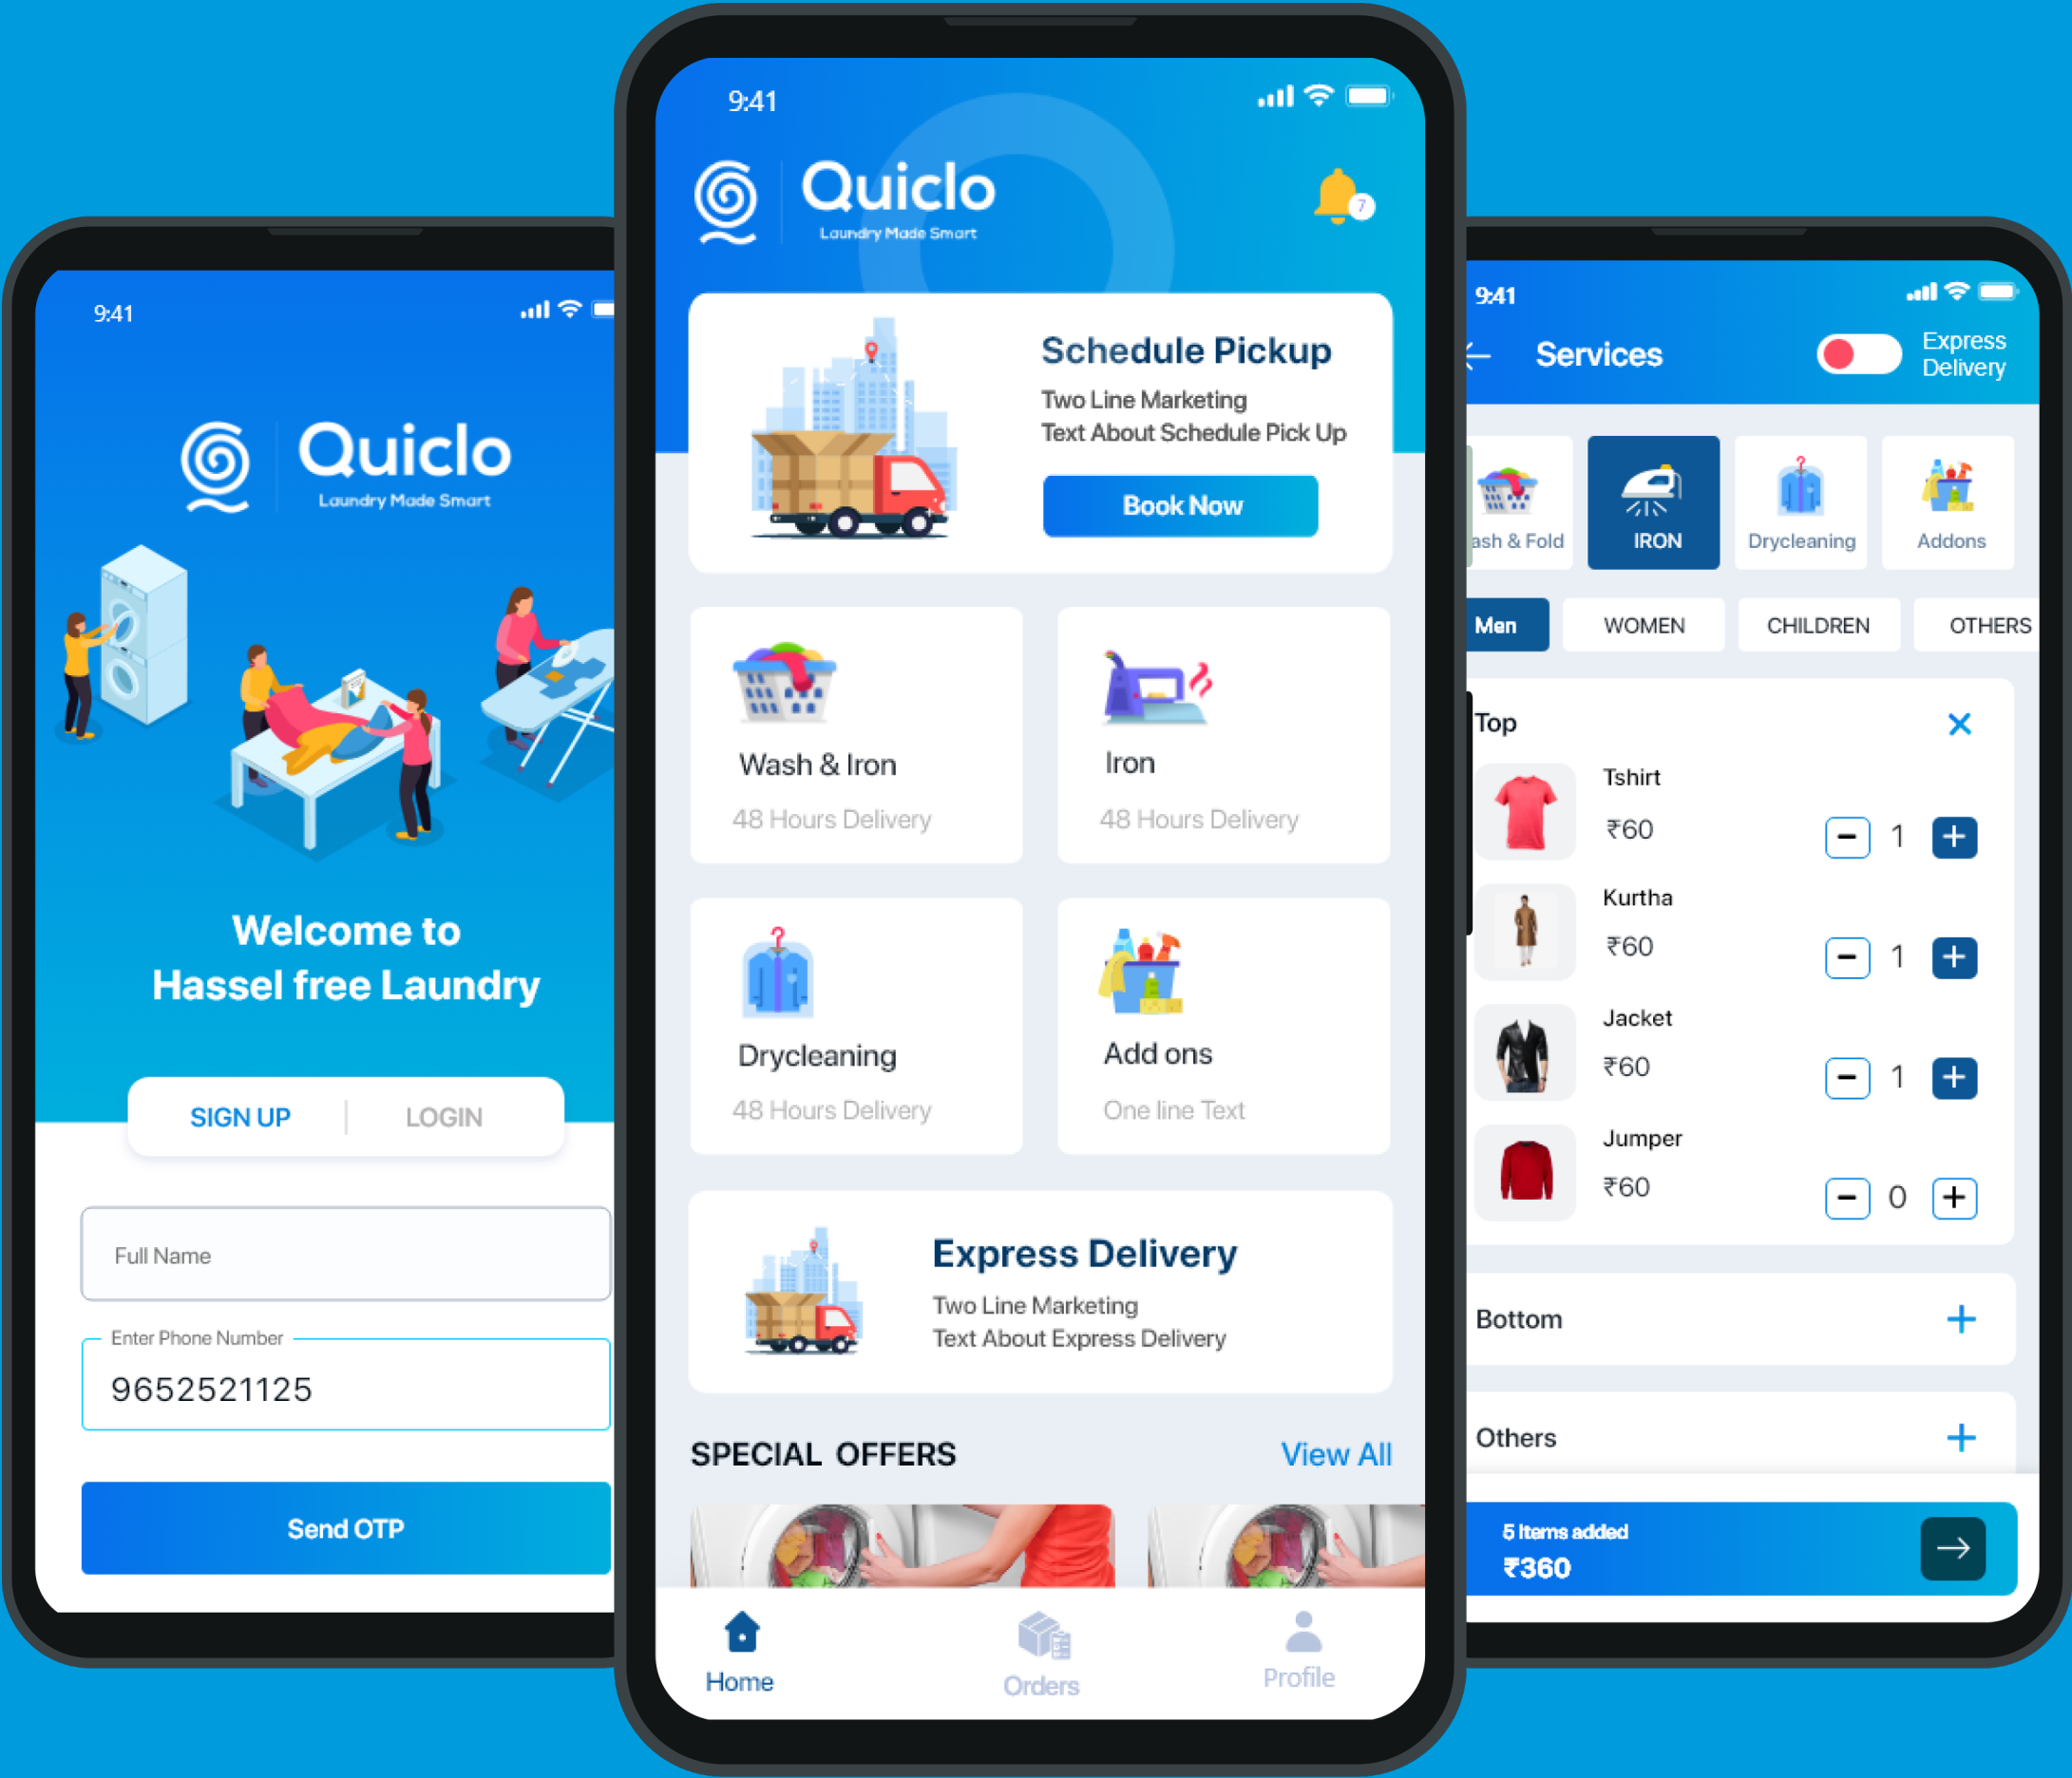 9:41
Quiclo
Laundry Made Smart
Welcome to
Hassel free Laundry
SIGN UP
LOGIN
Full Name
Enter Phone Number
9652521125
Send OTP
9:41
Quiclo
Laundry Made Smart
7
Schedule Pickup
Two Line Marketing
Text About Schedule Pick Up
Book Now
Wash & Iron
48 Hours Delivery
Iron
48 Hours Delivery
Drycleaning
48 Hours Delivery
Add ons
One line Text
Express Delivery
Two Line Marketing
Text About Express Delivery
SPECIAL OFFERS
View All
Home
Orders
Profile
9:41
Services
Express
Delivery
ash & Fold
IRON
Drycleaning
Addons
Men
WOMEN
CHILDREN
OTHERS
Top
Tshirt
₹60
1
Kurtha
₹60
1
Jacket
₹60
1
Jumper
₹60
0
Bottom
Others
5 Items added
₹360